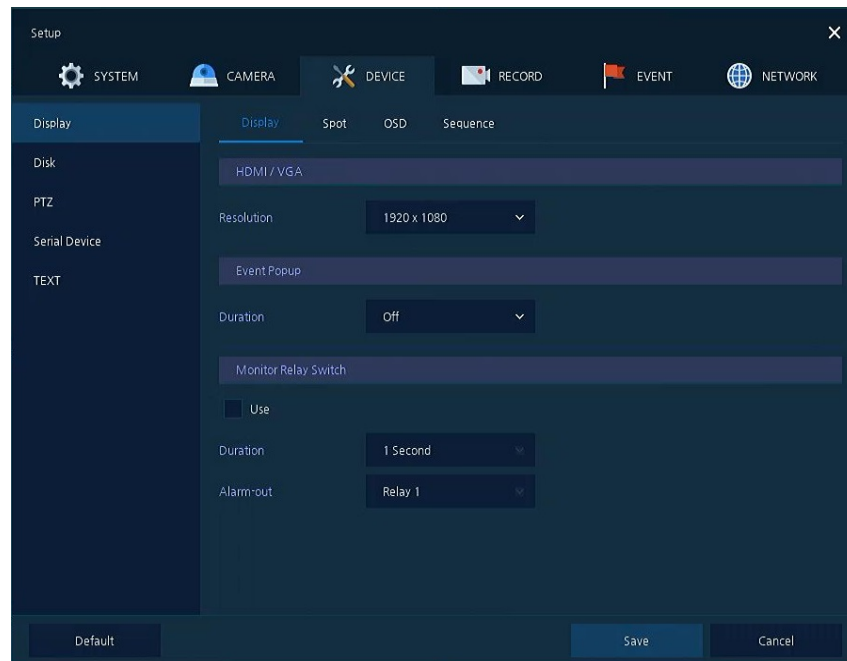 Setup
SYSTEM CAMERA DEVICE RECORD EVENT NETWORK
Display
Disk
PTZ
Serial Device
TEXT
Display Spot OSD Sequence
HDMI / VGA
Resolution 1920 x 1080
Event Popup
Duration Off
Monitor Relay Switch
Use
Duration 1 Second
Alarm-out Relay 1
Default Save Cancel